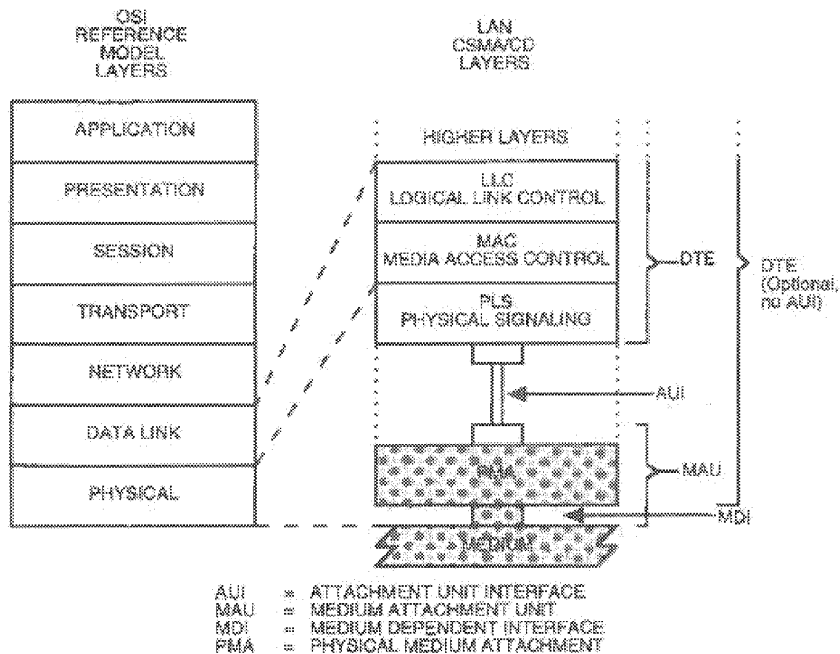 OSI
REFERENCE
MODEL
LAYERS
APPLICATION
PRESENTATION
SESSION
TRANSPORT
NETWORK
DATA LINK
PHYSICAL
LAN
CSMA/CD
LAYERS
HIGHER LAYERS
LLC
LOGICAL LINK CONTROL
MAC
MEDIA ACCESS CONTROL
PLS
PHYSICAL SIGNALING
PMA
MEDIUM
DTE
DTE
(Optional,
no AUI)
AUI
MAU
MDI
AUI = ATTACHMENT UNIT INTERFACE
MAU = MEDIUM ATTACHMENT UNIT
MDI = MEDIUM DEPENDENT INTERFACE
PMA = PHYSICAL MEDIUM ATTACHMENT